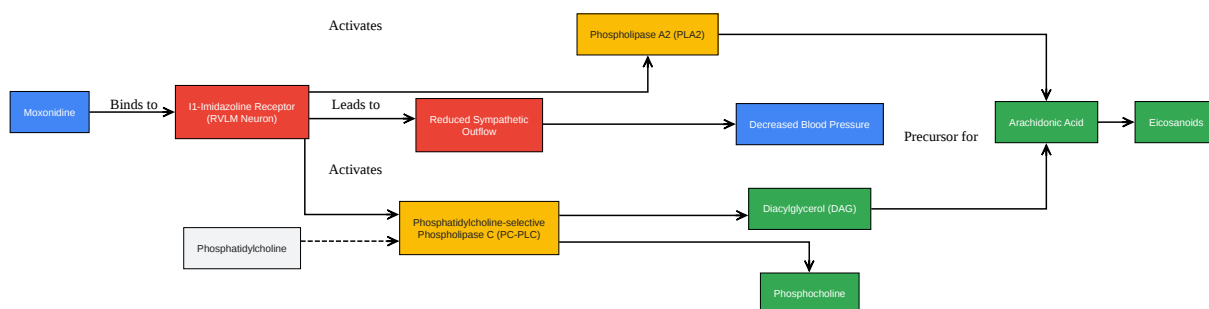 Activates
Phospholipase A2 (PLA2)
Moxonidine
Binds to
I1-Imidazoline Receptor
(RVLM Neuron)
Leads to
Reduced Sympathetic
Outflow
Decreased Blood Pressure
Precursor for
Arachidonic Acid
Eicosanoids
Activates
Phosphatidylcholine
Phosphatidylcholine-selective
Phospholipase C (PC-PLC)
Diacylglycerol (DAG)
Phosphocholine